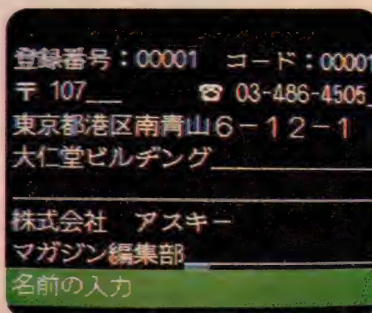 登録番号：00001　コード：00001
〒 107___　☎ 03-486-4505_
東京都港区南青山６－１２－１
大仁堂ビルヂング
株式会社　アスキー
マガジン編集部
名前の入力